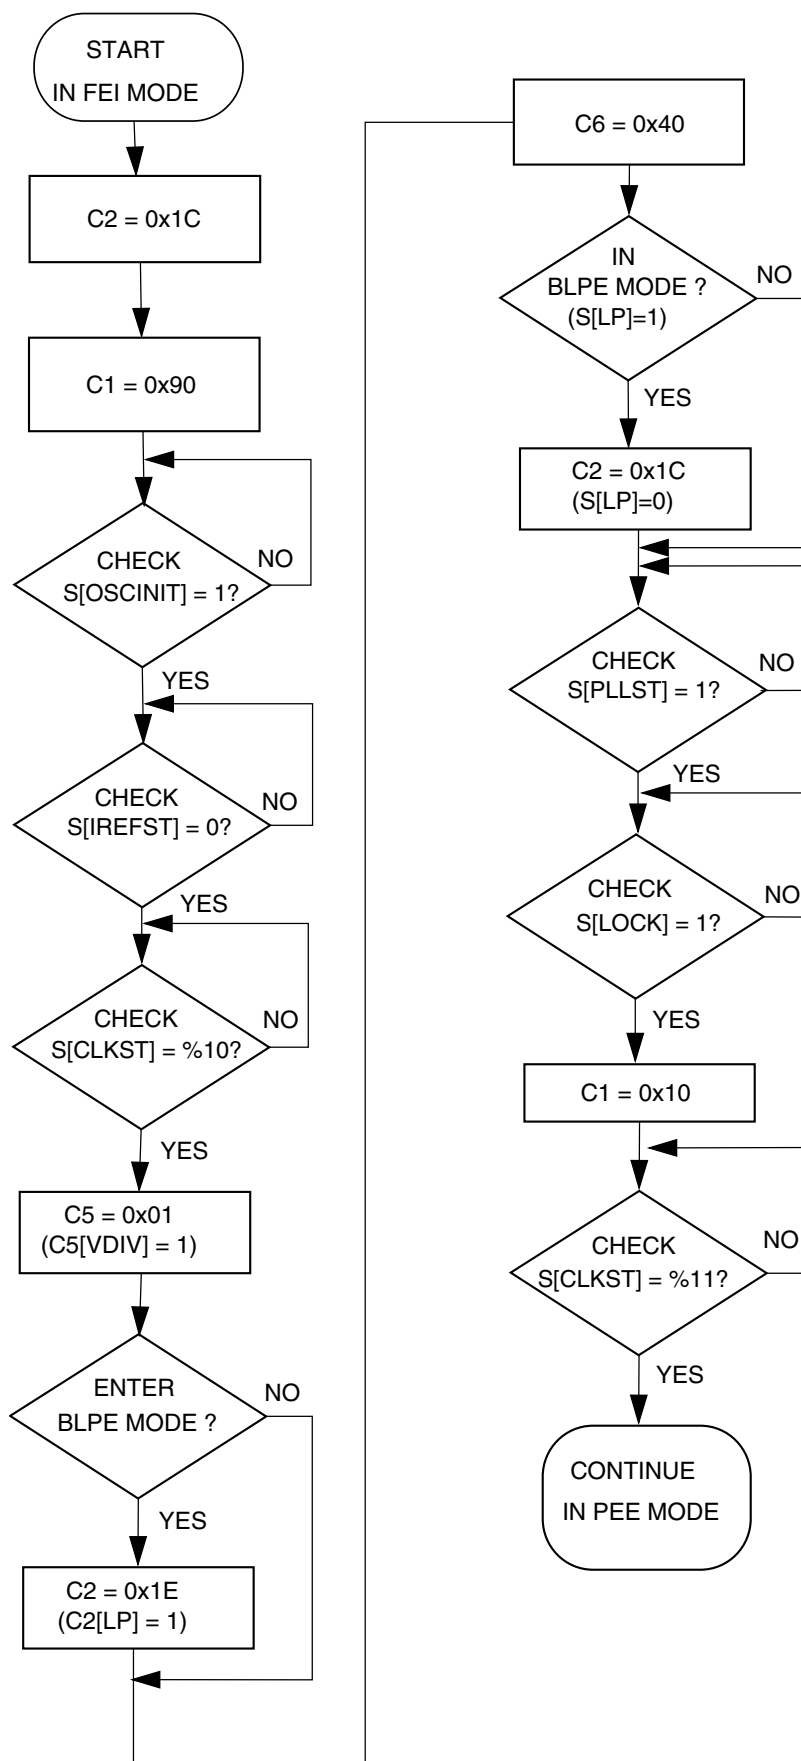 START
IN FEI MODE
C2 = 0x1C
C1 = 0x90
CHECK
S[OSCINIT] = 1?
NO
YES
CHECK
S[IREFST] = 0?
NO
YES
CHECK
S[CLKST] = %10?
NO
YES
C5 = 0x01
(C5[VDIV] = 1)
ENTER
BLPE MODE ?
NO
YES
C2 = 0x1E
(C2[LP] = 1)
C6 = 0x40
IN
BLPE MODE ?
(S[LP]=1)
NO
YES
C2 = 0x1C
(S[LP]=0)
CHECK
S[PLLST] = 1?
NO
YES
CHECK
S[LOCK] = 1?
NO
YES
C1 = 0x10
CHECK
S[CLKST] = %11?
NO
YES
CONTINUE
IN PEE MODE